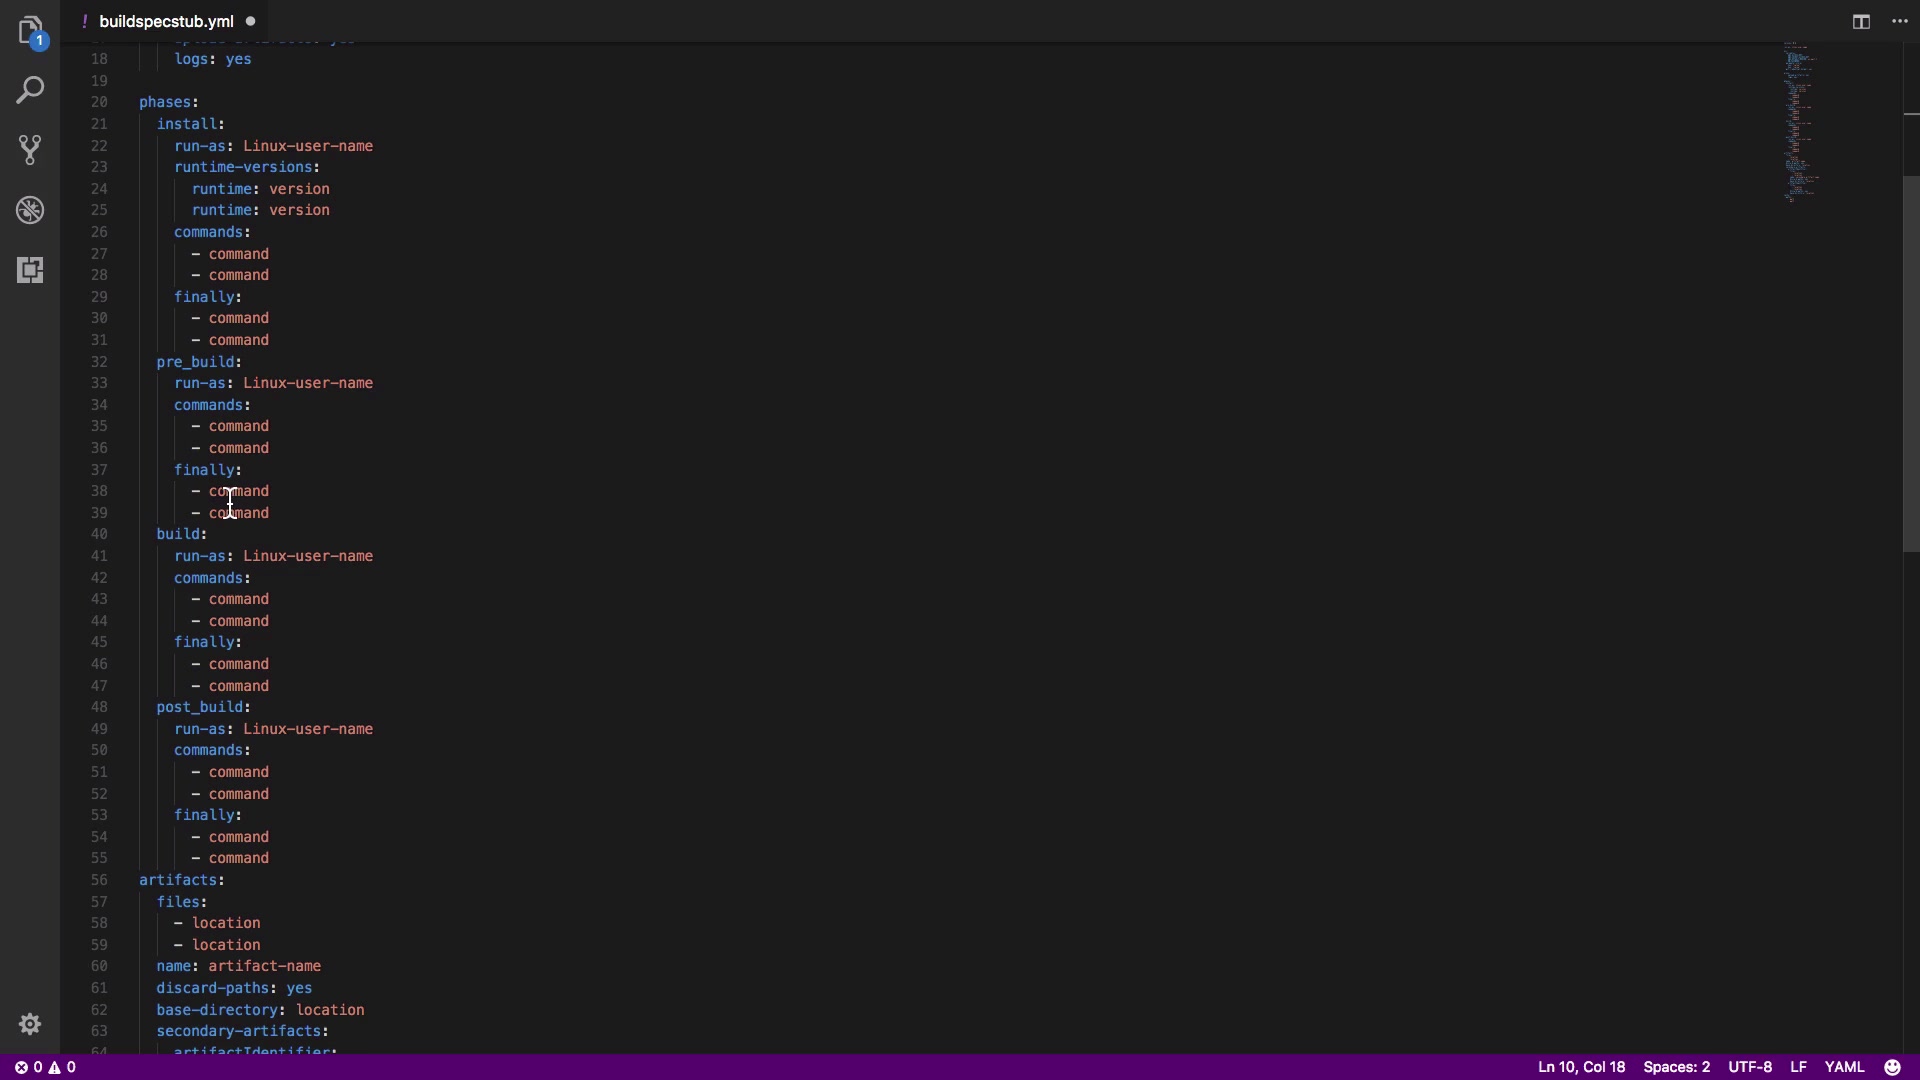 ! buildspecstub.yml
1
18 logs: yes
19
20 phases:
21 install:
22 run-as: Linux-user-name
23 runtime-versions:
24 runtime: version
25 runtime: version
26 commands:
27 - command
28 - command
29 finally:
30 - command
31 - command
32 pre_build:
33 run-as: Linux-user-name
34 commands:
35 - command
36 - command
37 finally:
38 - command
39 - command
40 build:
41 run-as: Linux-user-name
42 commands:
43 - command
44 - command
45 finally:
46 - command
47 - command
48 post_build:
49 run-as: Linux-user-name
50 commands:
51 - command
52 - command
53 finally:
54 - command
55 - command
56 artifacts:
57 files:
58 - location
59 - location
60 name: artifact-name
61 discard-paths: yes
62 base-directory: location
63 secondary-artifacts:
64 artifactIdentifier:
0 0 Ln 10, Col 18 Spaces: 2 UTF-8 LF YAML